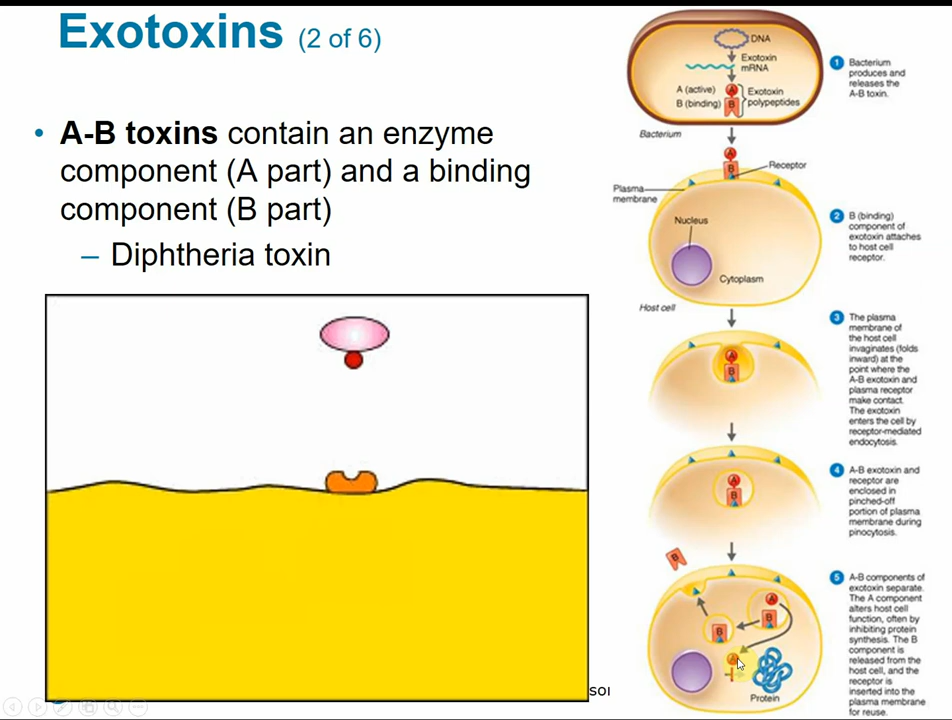 Exotoxins (2 of 6)
• A-B toxins contain an enzyme
component (A part) and a binding
component (B part)
– Diphtheria toxin
DNA
Exotoxin
mRNA
A (active)
B (binding)
A
B
Exotoxin
polypeptides
Bacterium
1 Bacterium
produces and
releases the
A-B toxin.
A
B
Receptor
Plasma
membrane
Nucleus
Cytoplasm
Host cell
2 B (binding)
component of
exotoxin attaches
to host cell
receptor.
A
B
3 The plasma
membrane of
the host cell
invaginates (folds
inward) at the
point where the
A-B exotoxin and
plasma receptor
make contact.
The exotoxin
enters the cell by
receptor-mediated
endocytosis.
A
B
4 A-B exotoxin and
receptor are
enclosed in
pinched-off
portion of plasma
membrane during
pinocytosis.
B
A
B
B
A
Protein
5 A-B components of
exotoxin separate.
The A component
alters host cell
function, often by
inhibiting protein
synthesis. The B
component is
released from the
host cell, and the
receptor is
inserted into the
plasma membrane
for reuse.